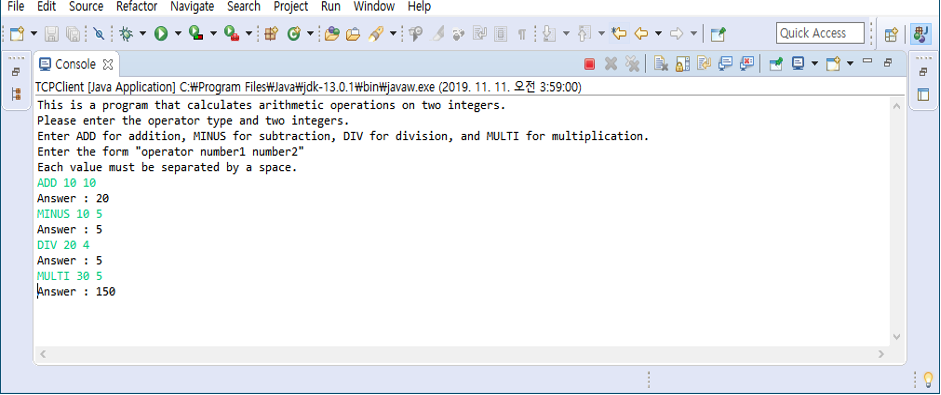 File Edit Source Refactor Navigate Search Project Run Window Help
Quick Access
Console
TCPClient [Java Application] C:₩Program Files₩Java₩jdk-13.0.1₩bin₩javaw.exe (2019. 11. 11. 오전 3:59:00)
This is a program that calculates arithmetic operations on two integers.
Please enter the operator type and two integers.
Enter ADD for addition, MINUS for subtraction, DIV for division, and MULTI for multiplication.
Enter the form "operator number1 number2"
Each value must be separated by a space.
ADD 10 10
Answer : 20
MINUS 10 5
Answer : 5
DIV 20 4
Answer : 5
MULTI 30 5
Answer : 150